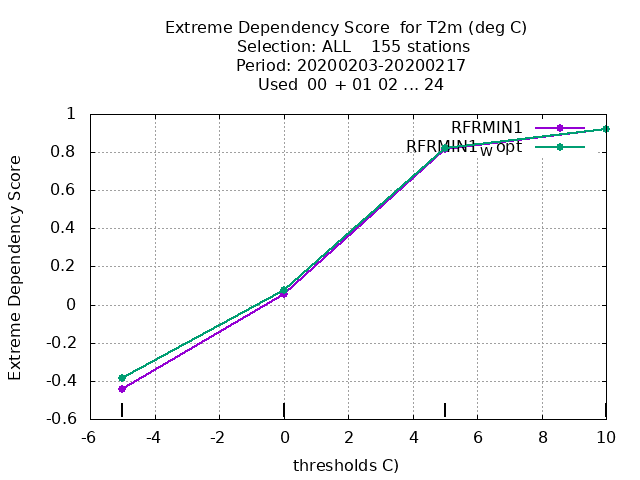 Extreme Dependency Score  for T2m (deg C)
Selection: ALL    155 stations
Period: 20200203-20200217
Used  00 + 01 02 ... 24
RFRMIN1
RFRMIN1W opt
Extreme Dependency Score
1
0.8
0.6
0.4
0.2
0
-0.2
-0.4
-0.6
-6 -4 -2 0 2 4 6 8 10
thresholds C)